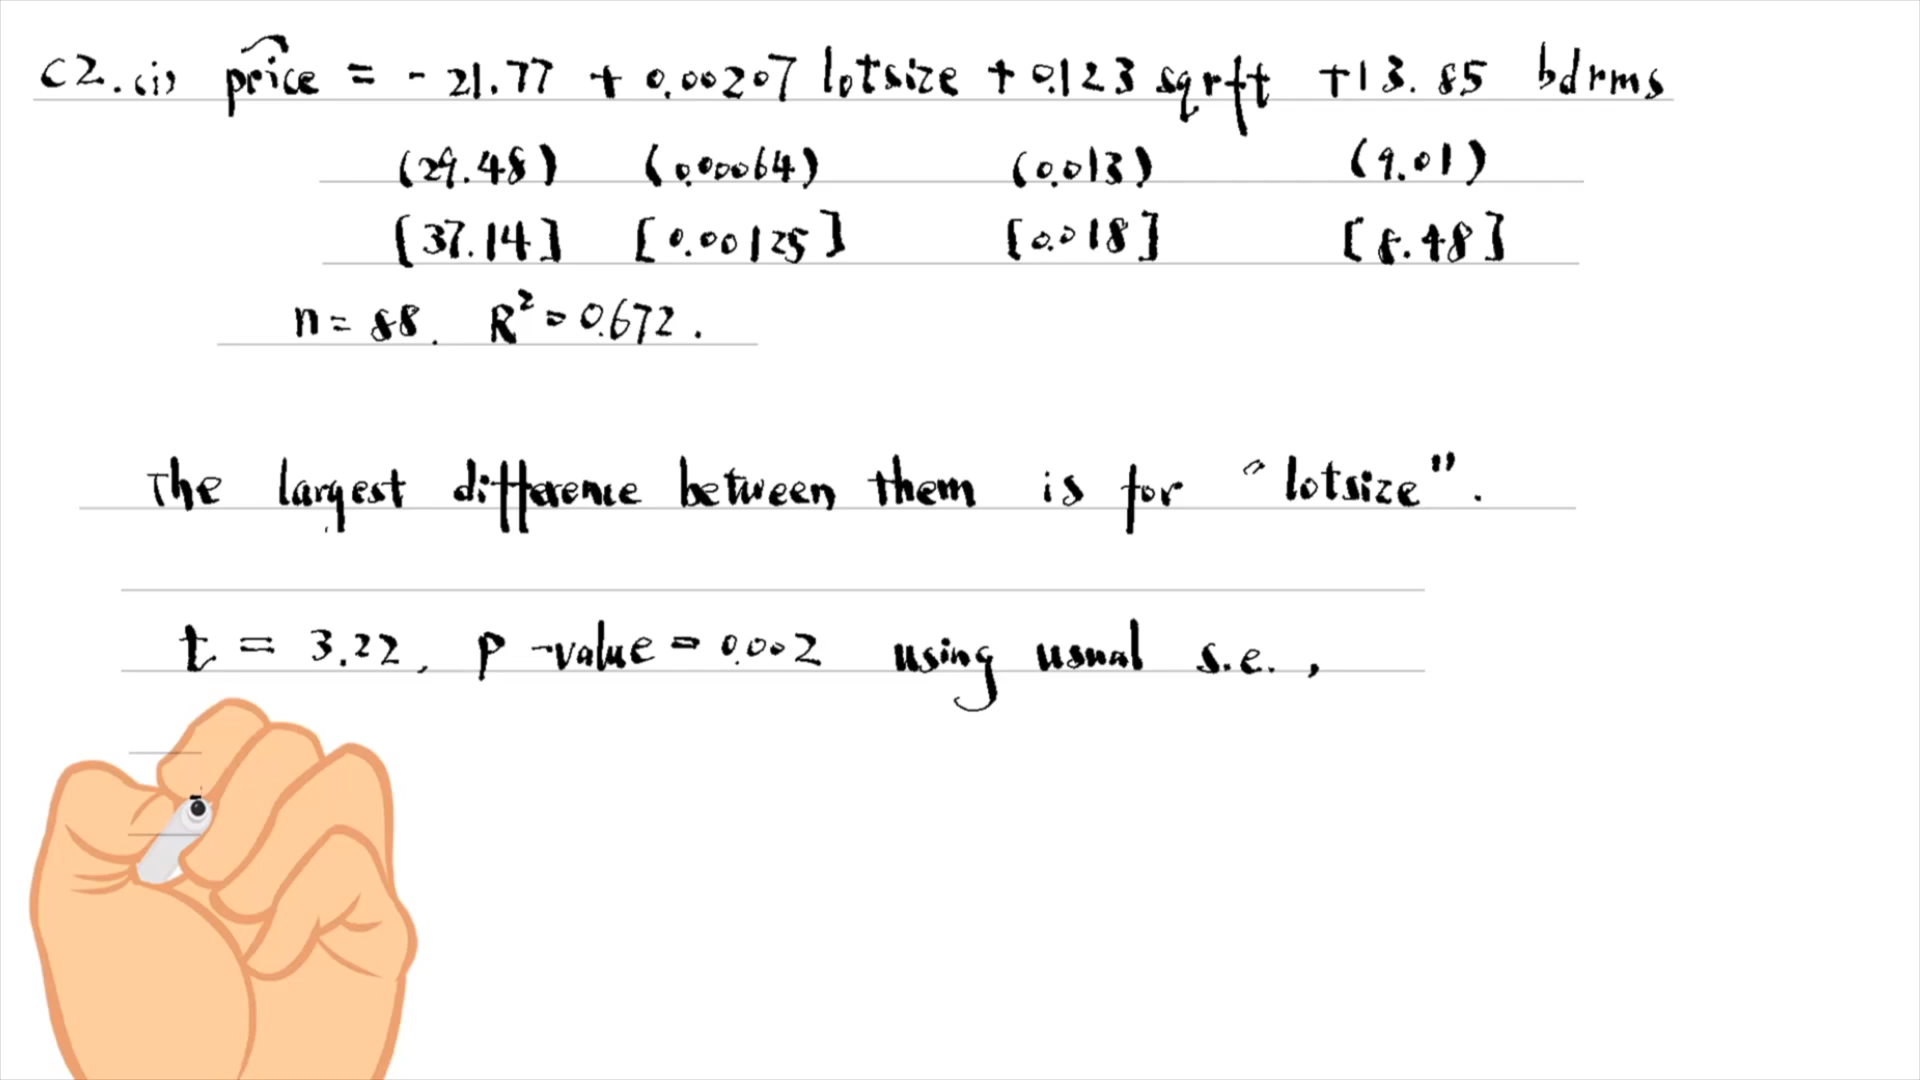 C2. (i) price = - 21.77 + 0.00207 lotsize + 0.123 sqrft + 13.85 bdrms
(29.48) (0.00064) (0.013) (9.01)
[37.14] [0.00125] [0.018] [8.48]
n = 88. R² = 0.672.
The largest difference between them is for "lotsize".
t = 3.22, p-value = 0.002 using usual s.e.,